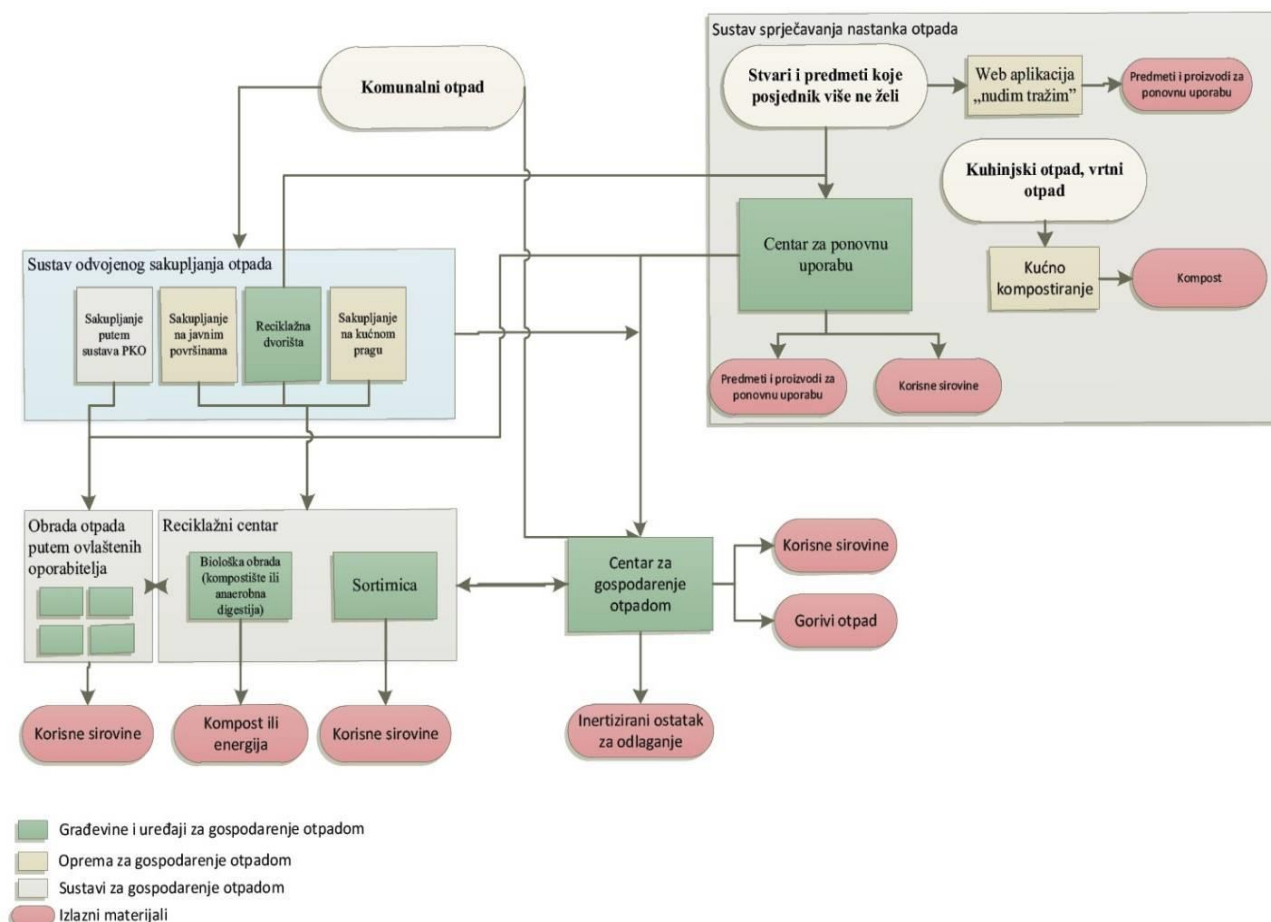 Sustav sprječavanja nastanka otpada
Komunalni otpad
Stvari i predmeti koje
posjednik više ne želi
Web aplikacija
„nudim tražim”
Predmeti i proizvodi za
ponovnu uporabu
Kuhinjski otpad, vrtni
otpad
Centar za ponovnu
uporabu
Kućno
kompostiranje
Kompost
Predmeti i proizvodi za
ponovnu uporabu
Korisne sirovine
Sustav odvojenog sakupljanja otpada
Sakupljanje
putem
sustava PKO
Sakupljanje
na javnim
površinama
Reciklažna
dvorišta
Sakupljanje
na kućnom
pragu
Obrada otpada
putem ovlaštenih
oporabitelja
Reciklažni centar
Biološka obrada
(kompostište ili
anaerobna
digestija)
Sortirnica
Centar za
gospodarenje
otpadom
Korisne sirovine
Gorivi otpad
Korisne sirovine
Kompost ili
energija
Korisne sirovine
Inertizirani ostatak
za odlaganje
Građevine i uređaji za gospodarenje otpadom
Oprema za gospodarenje otpadom
Sustavi za gospodarenje otpadom
Izlazni materijali